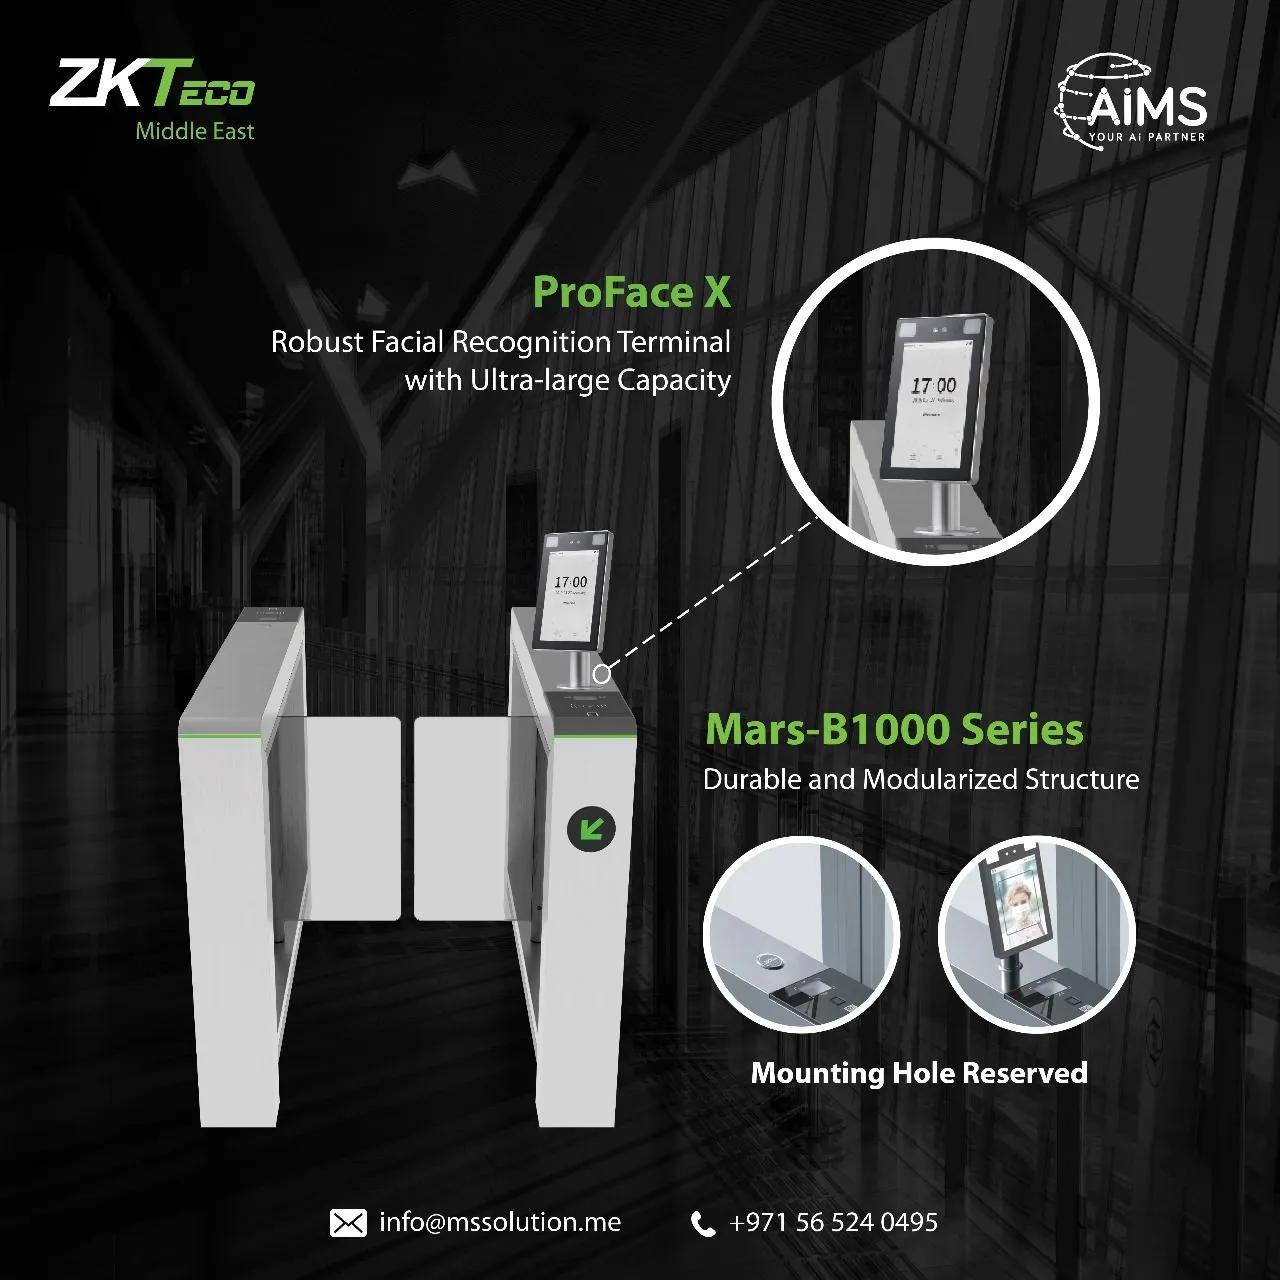 ZKTECO
Middle East
AiMS
YOUR Ai PARTNER
ProFace X
Robust Facial Recognition Terminal
with Ultra-large Capacity
17:00
17:00
Mars-B1000 Series
Durable and Modularized Structure
Mounting Hole Reserved
info@mssolution.me
+971 56 524 0495